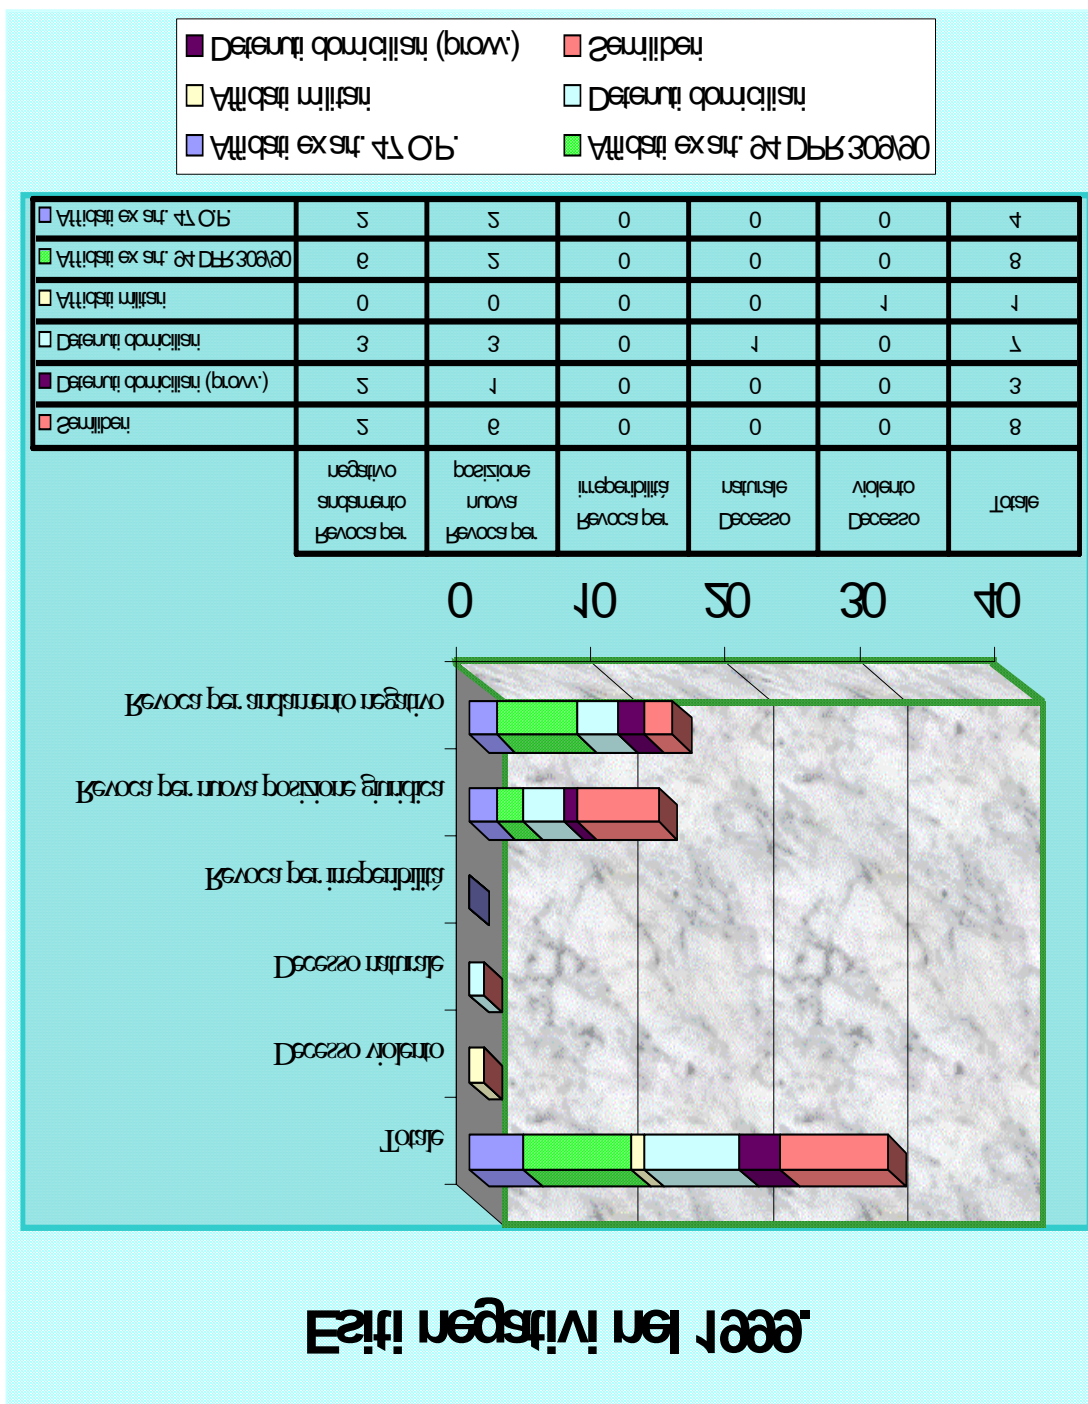 Esiti negativi nel 1999.
Totale
Decesso violento
Decesso naturale
Revoca per irreperibilità
Revoca per nuova posizione giuridica
Revoca per andamento negativo
0 10 20 30 40
Revoca per andamento negativo
Revoca per nuova posizione
Revoca per irreperibilità
Decesso naturale
Decesso violento
Totale
Semiliberi 2 6 0 0 0 8
Detenuti domiciliari (provv.) 2 1 0 0 0 3
Detenuti domiciliari 3 3 0 1 0 7
Affidati militari 0 0 0 0 1 1
Affidati ex art. 94 DPR 309/90 6 2 0 0 0 8
Affidati ex art. 47 O.P. 2 2 0 0 0 4
Affidati ex art. 47 O.P. Affidati ex art. 94 DPR 309/90
Affidati militari Detenuti domiciliari
Detenuti domiciliari (provv.) Semiliberi